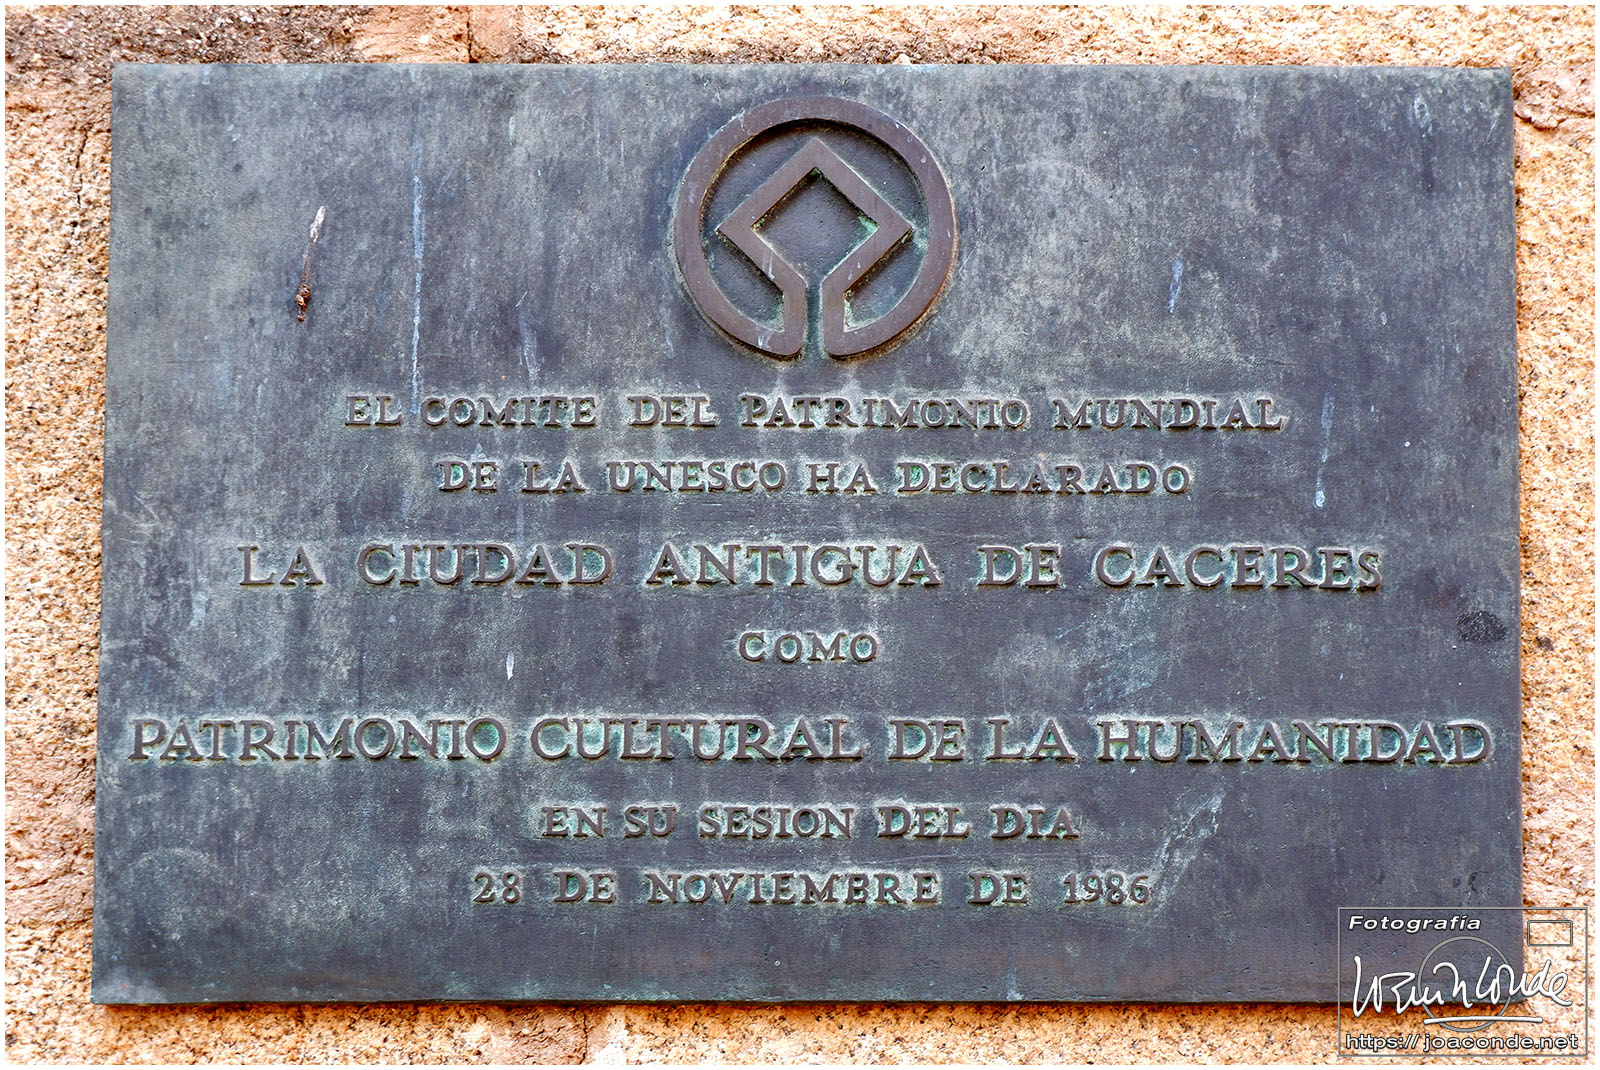 EL COMITE DEL PATRIMONIO MUNDIAL
DE LA UNESCO HA DECLARADO
LA CIUDAD ANTIGUA DE CACERES
COMO
PATRIMONIO CULTURAL DE LA HUMANIDAD
EN SU SESION DEL DIA
28 DE NOVIEMBRE DE 1986
Fotografía
https:// joaconde.net